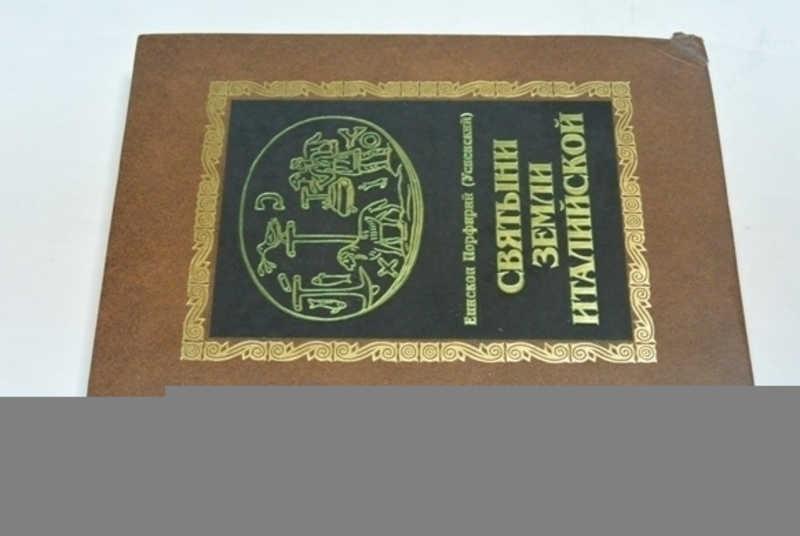 Епископ Порфирий (Успенский)
СВЯТЫНИ
ЗЕМЛИ
ИТАЛИЙСКОЙ